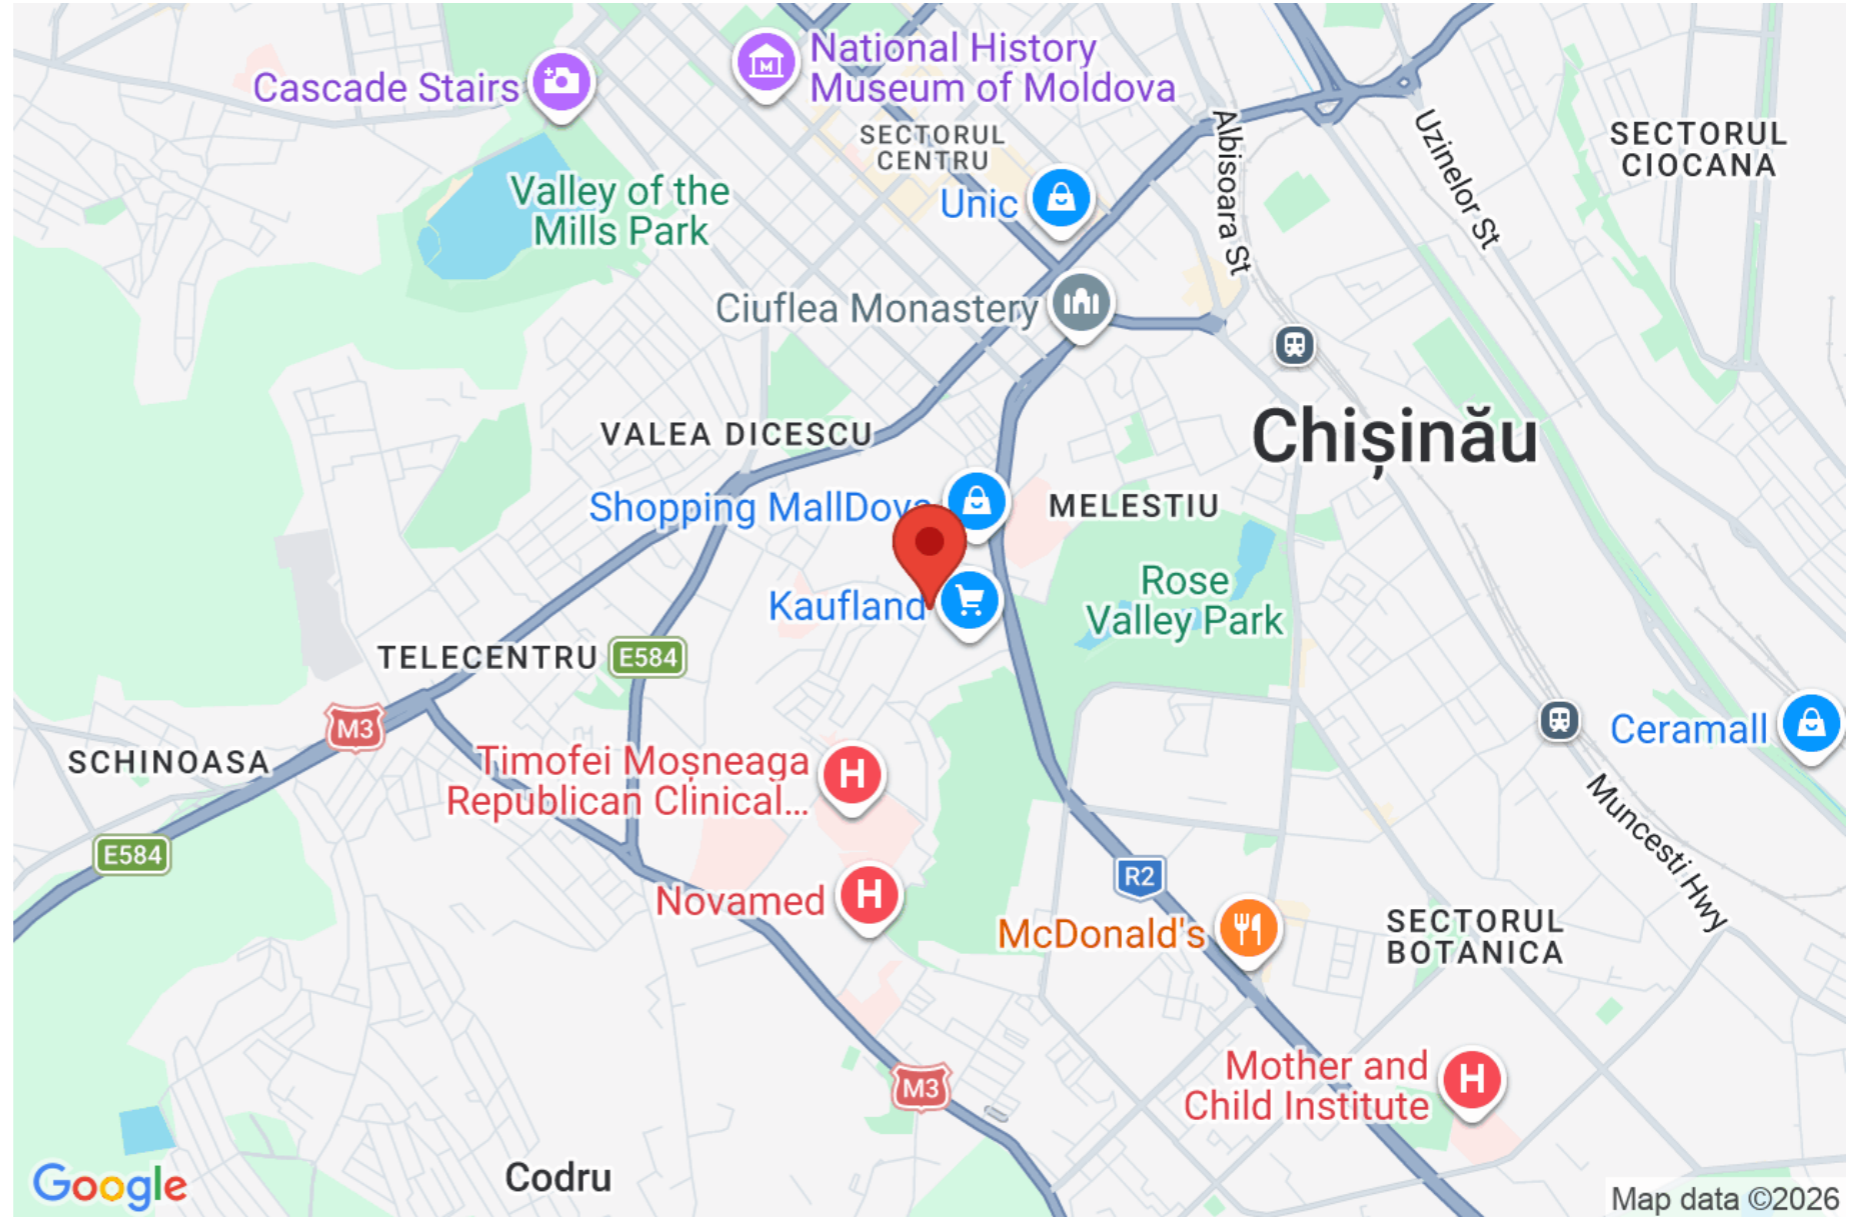 National History
Museum of Moldova
Cascade Stairs
SECTORUL
CENTRU
Albisoara St
Uzinelor St
SECTORUL
CIOCANA
Valley of the
Mills Park
Unic
Ciuflea Monastery
Chișinău
VALEA DICESCU
Shopping MallDova
MELESTIU
Rose
Valley Park
Kaufland
TELECENTRU
E584
M3
SCHINOASA
Timofei Moșneaga
Republican Clinical...
Ceramall
Muncesti Hwy
E584
R2
Novamed
McDonald's
SECTORUL
BOTANICA
Mother and
Child Institute
M3
Codru
Google
Map data ©2026